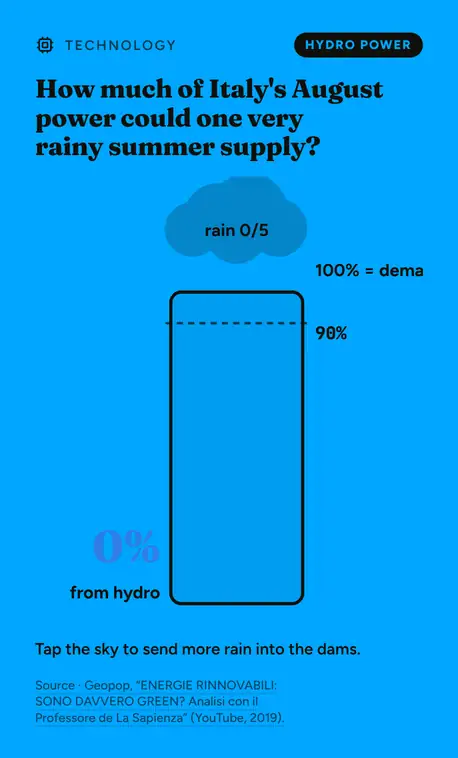 TECHNOLOGY
HYDRO POWER
How much of Italy's August
power could one very
rainy summer supply?
rain 0/5
100% = dema
90%
0%
from hydro
Tap the sky to send more rain into the dams.
Source · Geopop, "ENERGIE RINNOVABILI:
SONO DAVVERO GREEN? Analisi con il
Professore de La Sapienza" (YouTube, 2019).